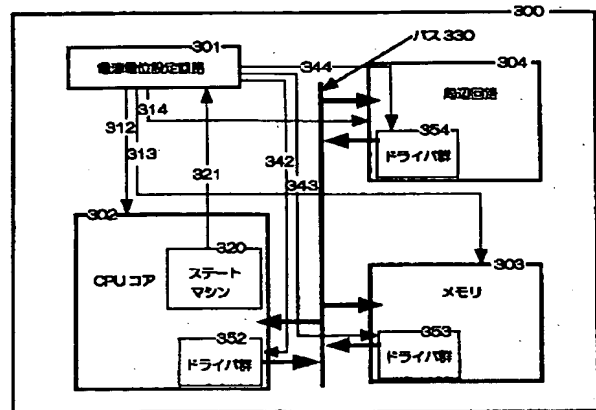 300
バス 330
301
電源電位設定回路
344
304
周辺回路
314
312
313
354
ドライバ群
321
342
343
302
320
ステート
マシン
CPU コア
303
メモリ
352
ドライバ群
353
ドライバ群